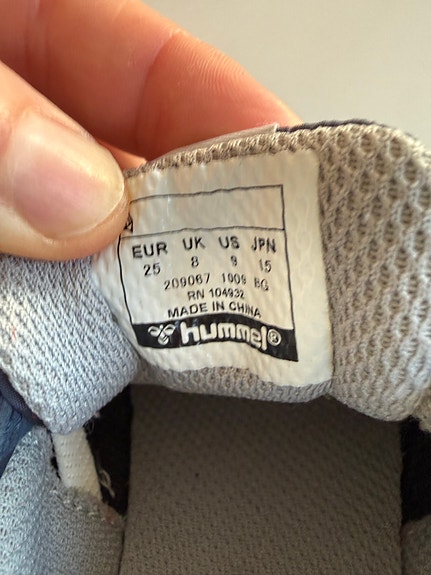 EUR UK US JPN
25 8 9 15
209067 1009 BG
RN 104932
MADE IN CHINA
hummel®